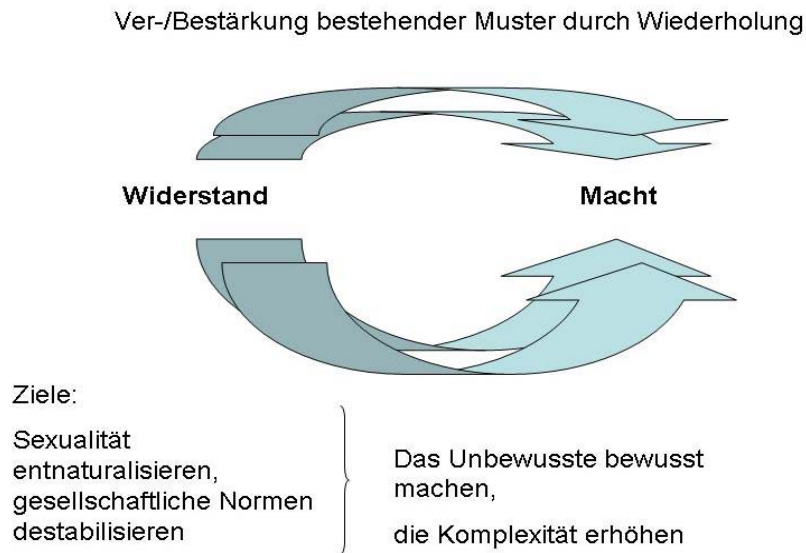 Ver-/Bestärkung bestehender Muster durch Wiederholung
Widerstand
Macht
Ziele:
Sexualität
entnaturalisieren,
gesellschaftliche Normen
destabilisieren
Das Unbewusste bewusst
machen,
die Komplexität erhöhen